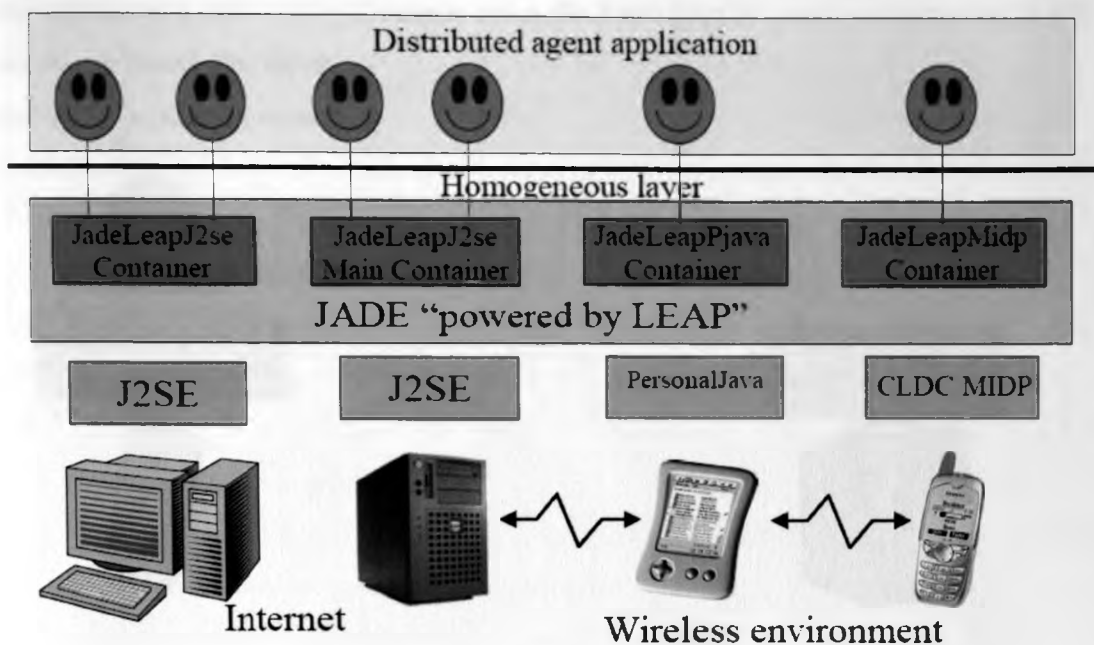 Distributed agent application
Homogeneous layer
JadeLeapJ2se
Container
JadeLeapJ2se
Main Container
JadeLeapPjava
Container
JadeLeapMidp
Container
JADE “powered by LEAP”
J2SE
J2SE
PersonalJava
CLDC MIDP
Internet
Wireless environment